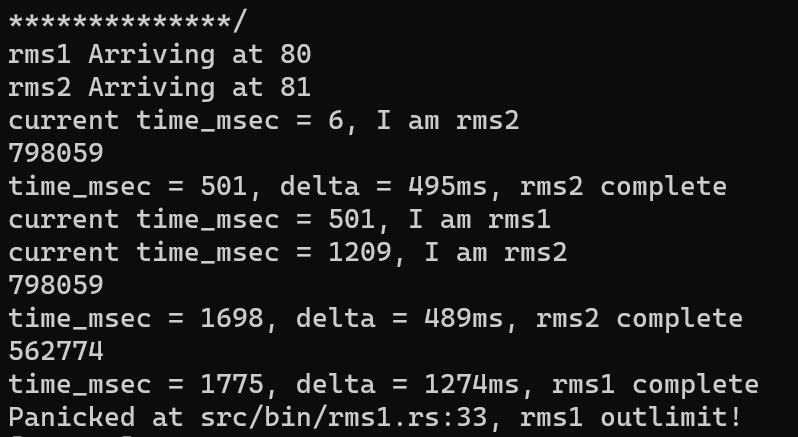 **************/
rms1 Arriving at 80
rms2 Arriving at 81
current time_msec = 6, I am rms2
798059
time_msec = 501, delta = 495ms, rms2 complete
current time_msec = 501, I am rms1
current time_msec = 1209, I am rms2
798059
time_msec = 1698, delta = 489ms, rms2 complete
562774
time_msec = 1775, delta = 1274ms, rms1 complete
Panicked at src/bin/rms1.rs:33, rms1 outlimit!